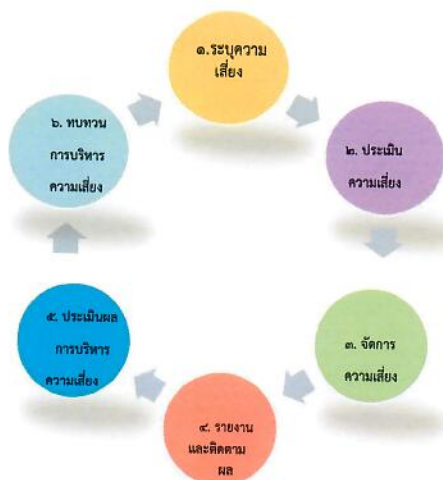 ๑.ระบุความ
เสี่ยง
๒. ประเมิน
ความเสี่ยง
๓. จัดการ
ความเสี่ยง
๔. รายงาน
และติดตาม
ผล
๕. ประเมินผล
การบริหาร
ความเสี่ยง
๖. ทบทวน
การบริหาร
ความเสี่ยง